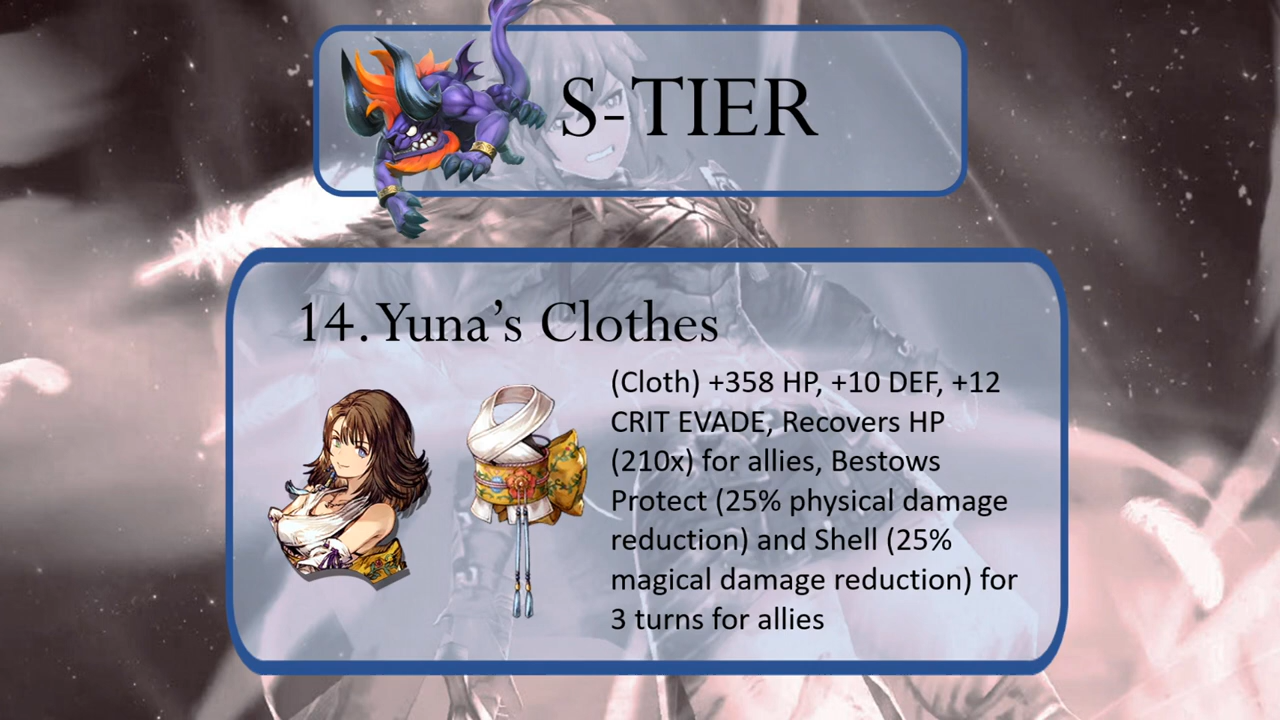 S-TIER
14. Yuna's Clothes
(Cloth) +358 HP, +10 DEF, +12
CRIT EVADE, Recovers HP
(210x) for allies, Bestows
Protect (25% physical damage
reduction) and Shell (25%
magical damage reduction) for
3 turns for allies